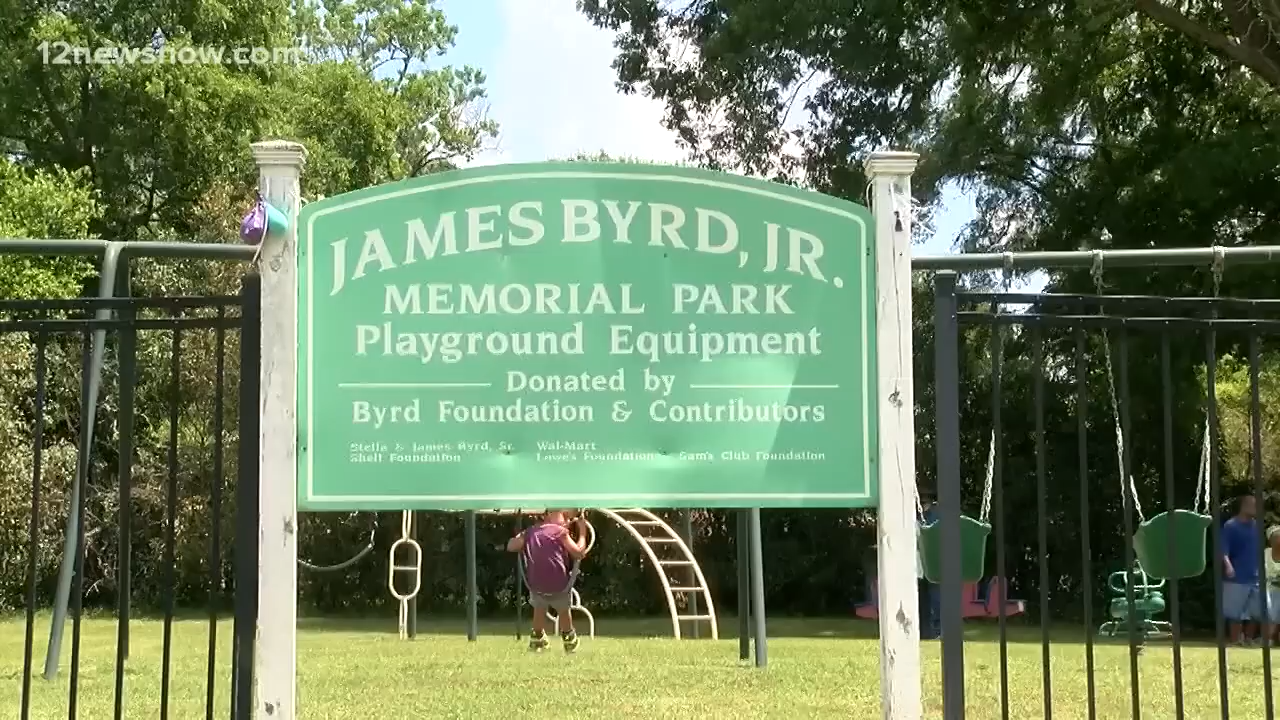 12newsnow.com
JAMES BYRD, JR.
MEMORIAL PARK
Playground Equipment
Donated by
Byrd Foundation & Contributors
Stella & James Byrd, Sr. Wal-Mart
Shell Foundation Lowe's Foundation Sam's Club Foundation